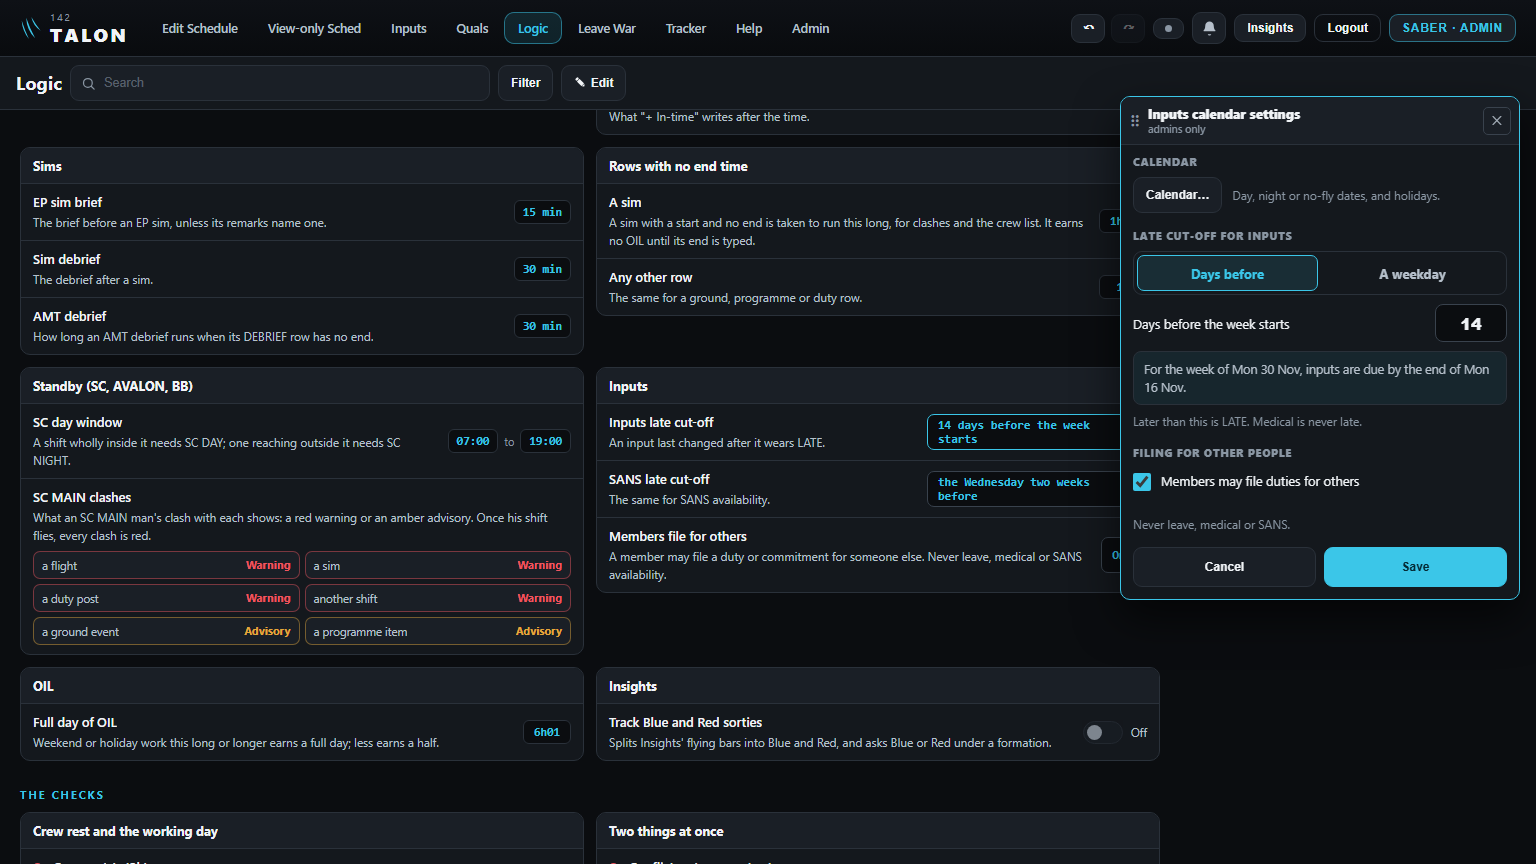 142
TALON
Edit Schedule
View-only Sched
Inputs
Quals
Logic
Leave War
Tracker
Help
Admin
Insights
Logout
SABER · ADMIN
Logic
Search
Filter
Edit
What "+ In-time" writes after the time.
Sims
EP sim brief
The brief before an EP sim, unless its remarks name one.
15 min
Sim debrief
The debrief after a sim.
30 min
AMT debrief
How long an AMT debrief runs when its DEBRIEF row has no end.
30 min
Rows with no end time
A sim
A sim with a start and no end is taken to run this long, for clashes and the crew list. It earns
no OIL until its end is typed.
Any other row
The same for a ground, programme or duty row.
Standby (SC, AVALON, BB)
SC day window
A shift wholly inside it needs SC DAY; one reaching outside it needs SC
NIGHT.
07:00 to 19:00
SC MAIN clashes
What an SC MAIN man's clash with each shows: a red warning or an amber advisory. Once his shift
flies, every clash is red.
a flight Warning
a sim Warning
a duty post Warning
another shift Warning
a ground event Advisory
a programme item Advisory
Inputs
Inputs late cut-off
An input last changed after it wears LATE.
14 days before the week
starts
SANS late cut-off
The same for SANS availability.
the Wednesday two weeks
before
Members file for others
A member may file a duty or commitment for someone else. Never leave, medical or SANS
availability.
OIL
Full day of OIL
Weekend or holiday work this long or longer earns a full day; less earns a half.
6h01
Insights
Track Blue and Red sorties
Splits Insights' flying bars into Blue and Red, and asks Blue or Red under a formation.
Off
THE CHECKS
Crew rest and the working day
Two things at once
Inputs calendar settings
admins only
CALENDAR
Calendar...
Day, night or no-fly dates, and holidays.
LATE CUT-OFF FOR INPUTS
Days before
A weekday
Days before the week starts
14
For the week of Mon 30 Nov, inputs are due by the end of Mon
16 Nov.
Later than this is LATE. Medical is never late.
FILING FOR OTHER PEOPLE
Members may file duties for others
Never leave, medical or SANS.
Cancel
Save